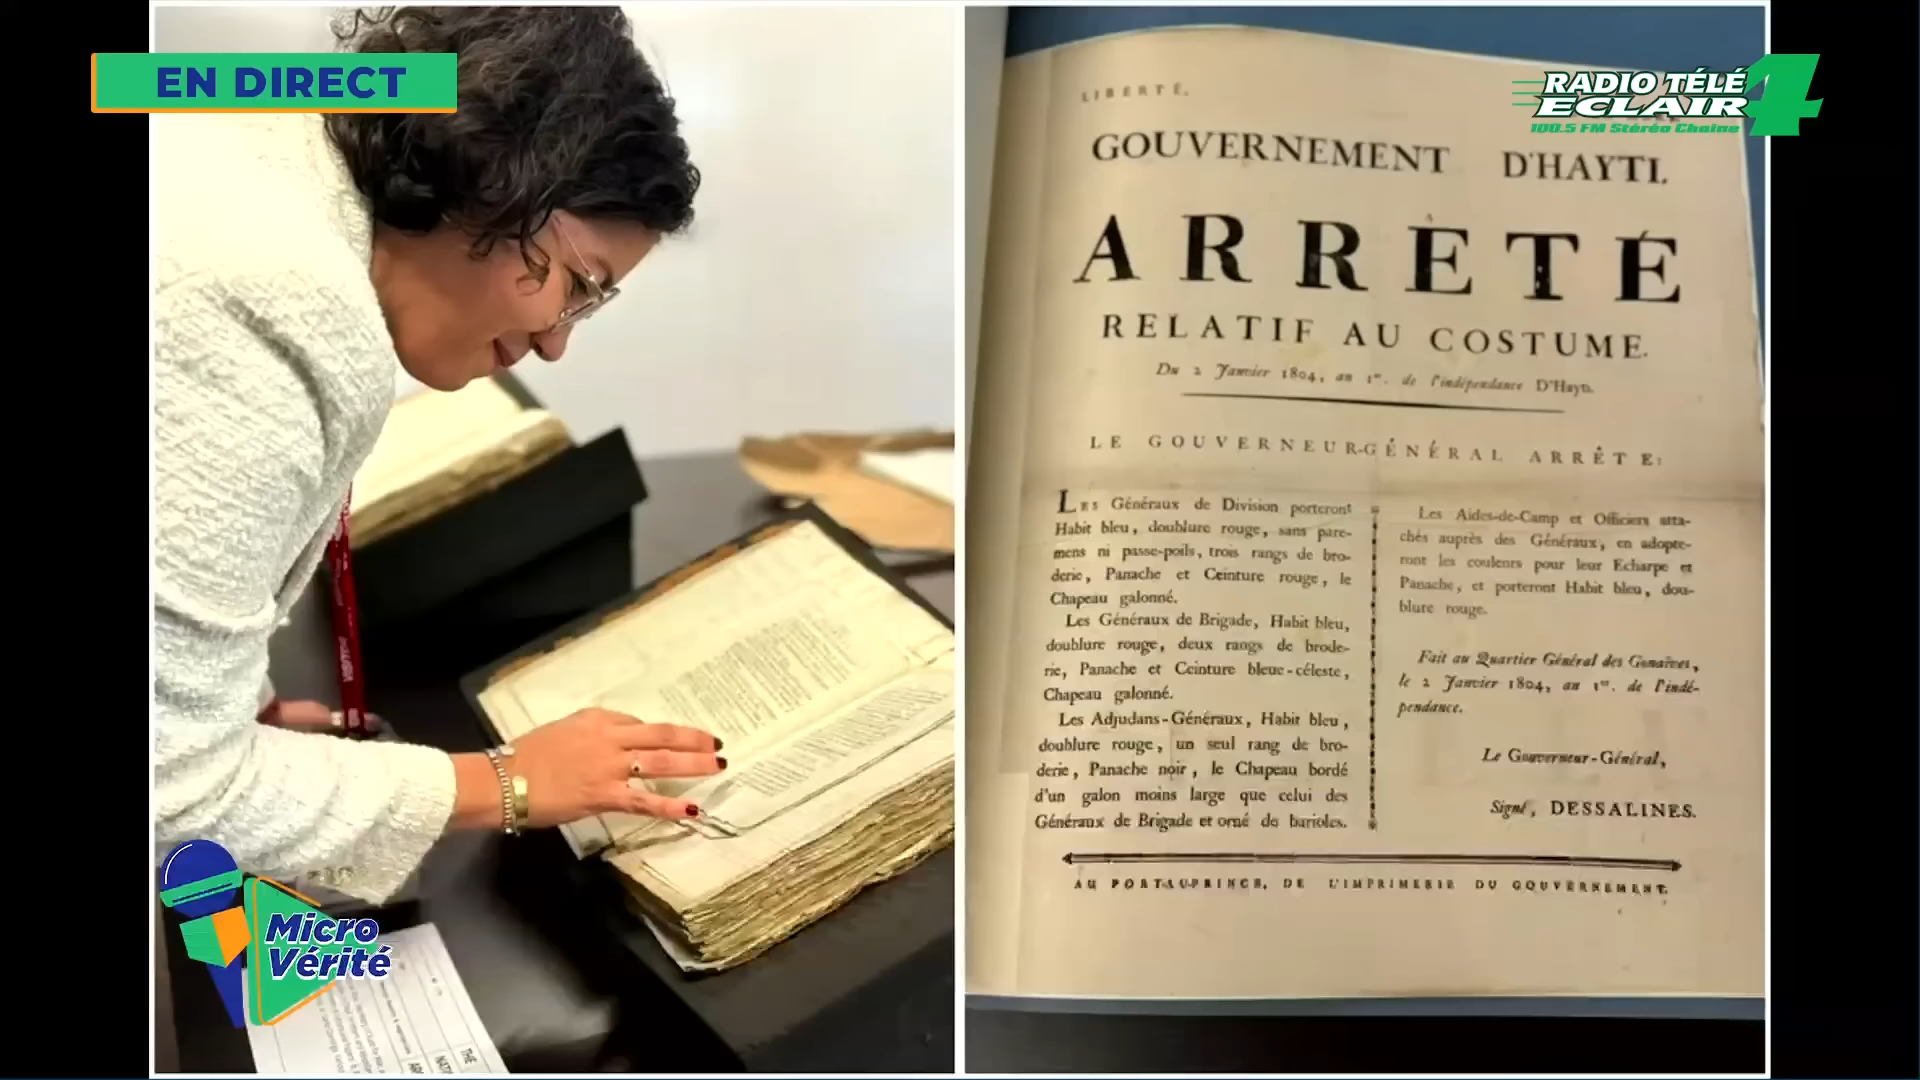 EN DIRECT
RADIO TÉLÉ
ECLAIR 4
100.5 FM Stéréo Chaine
LIBERTÉ.
GOUVERNEMENT D'HAYTI.
ARRÊTÉ
RELATIF AU COSTUME.
Du 2 Janvier 1804, au 1er. de l'indépendance D'Hayti.
LE GOUVERNEUR-GÉNÉRAL ARRÊTE:
Les Généraux de Division porteront
Habit bleu, doublure rouge, sans pare-
mens ni passe-poils, trois rangs de bro-
derie, Panache et Ceinture rouge, le
Chapeau galonné.
Les Généraux de Brigade, Habit bleu,
doublure rouge, deux rangs de brode-
rie, Panache et Ceinture bleue-céleste,
Chapeau galonné.
Les Adjudans-Généraux, Habit bleu,
doublure rouge, un seul rang de bro-
derie, Panache noir, le Chapeau bordé
d'un galon moins large que celui des
Généraux de Brigade et orné de barioles.
Les Aides-de-Camp et Officiers atta-
chés auprès des Généraux, en adopte-
ront les couleurs pour leur Echarpe et
Panache, et porteront Habit bleu, dou-
blure rouge.
Fait au Quartier Général des Gonaïves,
le 2 Janvier 1804, au 1er. de l'indé-
pendance.
Le Gouverneur-Général,
Signé, DESSALINES.
AU PORT-AU-PRINCE, DE L'IMPRIMERIE DU GOUVERNEMENT.
Micro
Vérité
THE